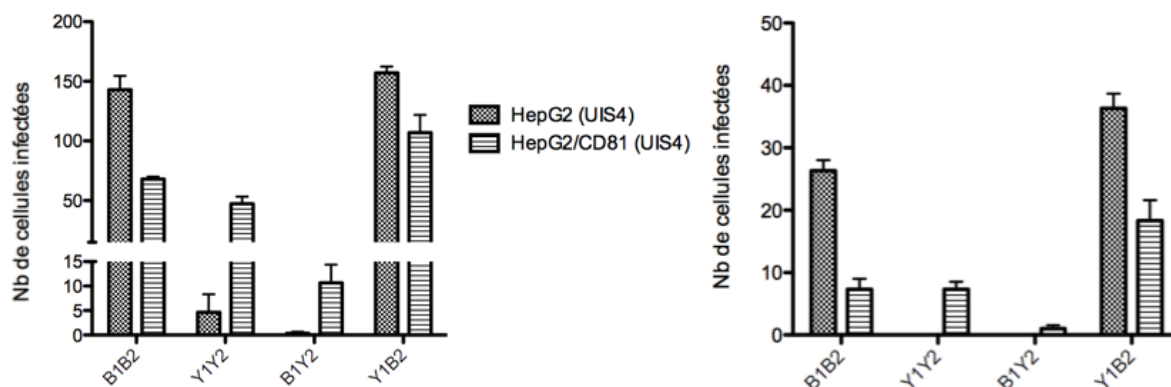 Nb de cellules infectées
200
150
100
50
15
10
5
0
B1B2
Y1Y2
B1Y2
Y1B2
HepG2 (UIS4)
HepG2/CD81 (UIS4)
Nb de cellules infectées
50
40
30
20
10
0
B1B2
Y1Y2
B1Y2
Y1B2